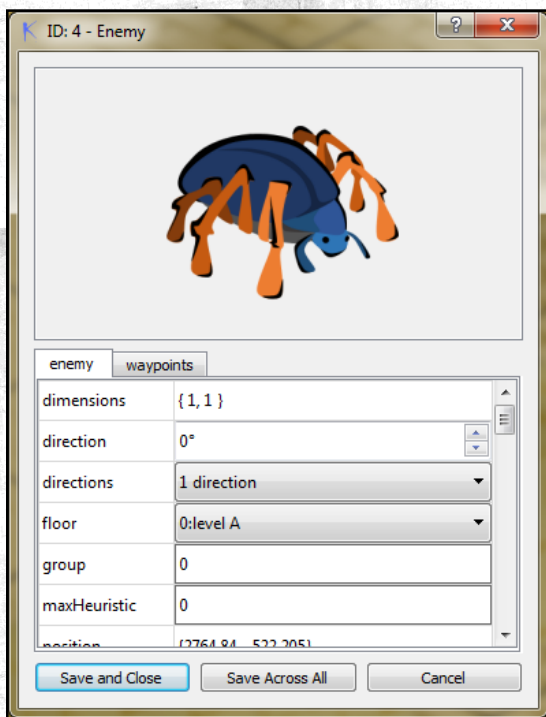 ID: 4 - Enemy
enemy waypoints
dimensions { 1, 1 }
direction 0°
directions 1 direction
floor 0:level A
group 0
maxHeuristic 0
position
Save and Close Save Across All Cancel